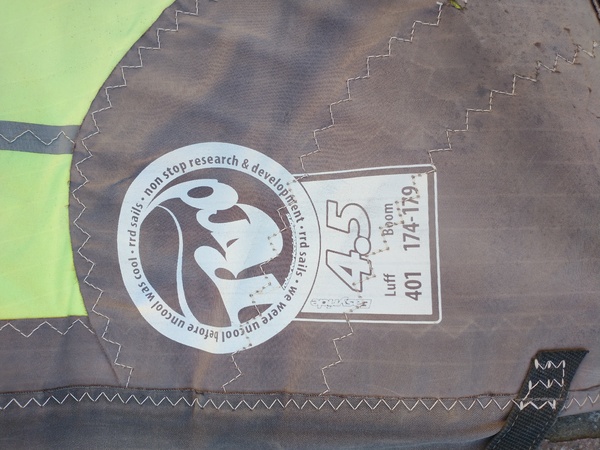 non stop research & development • rrd sails • we were uncool before uncool was cool • rrd sails •
RRD
4.5
Luff Boom
401 174-179